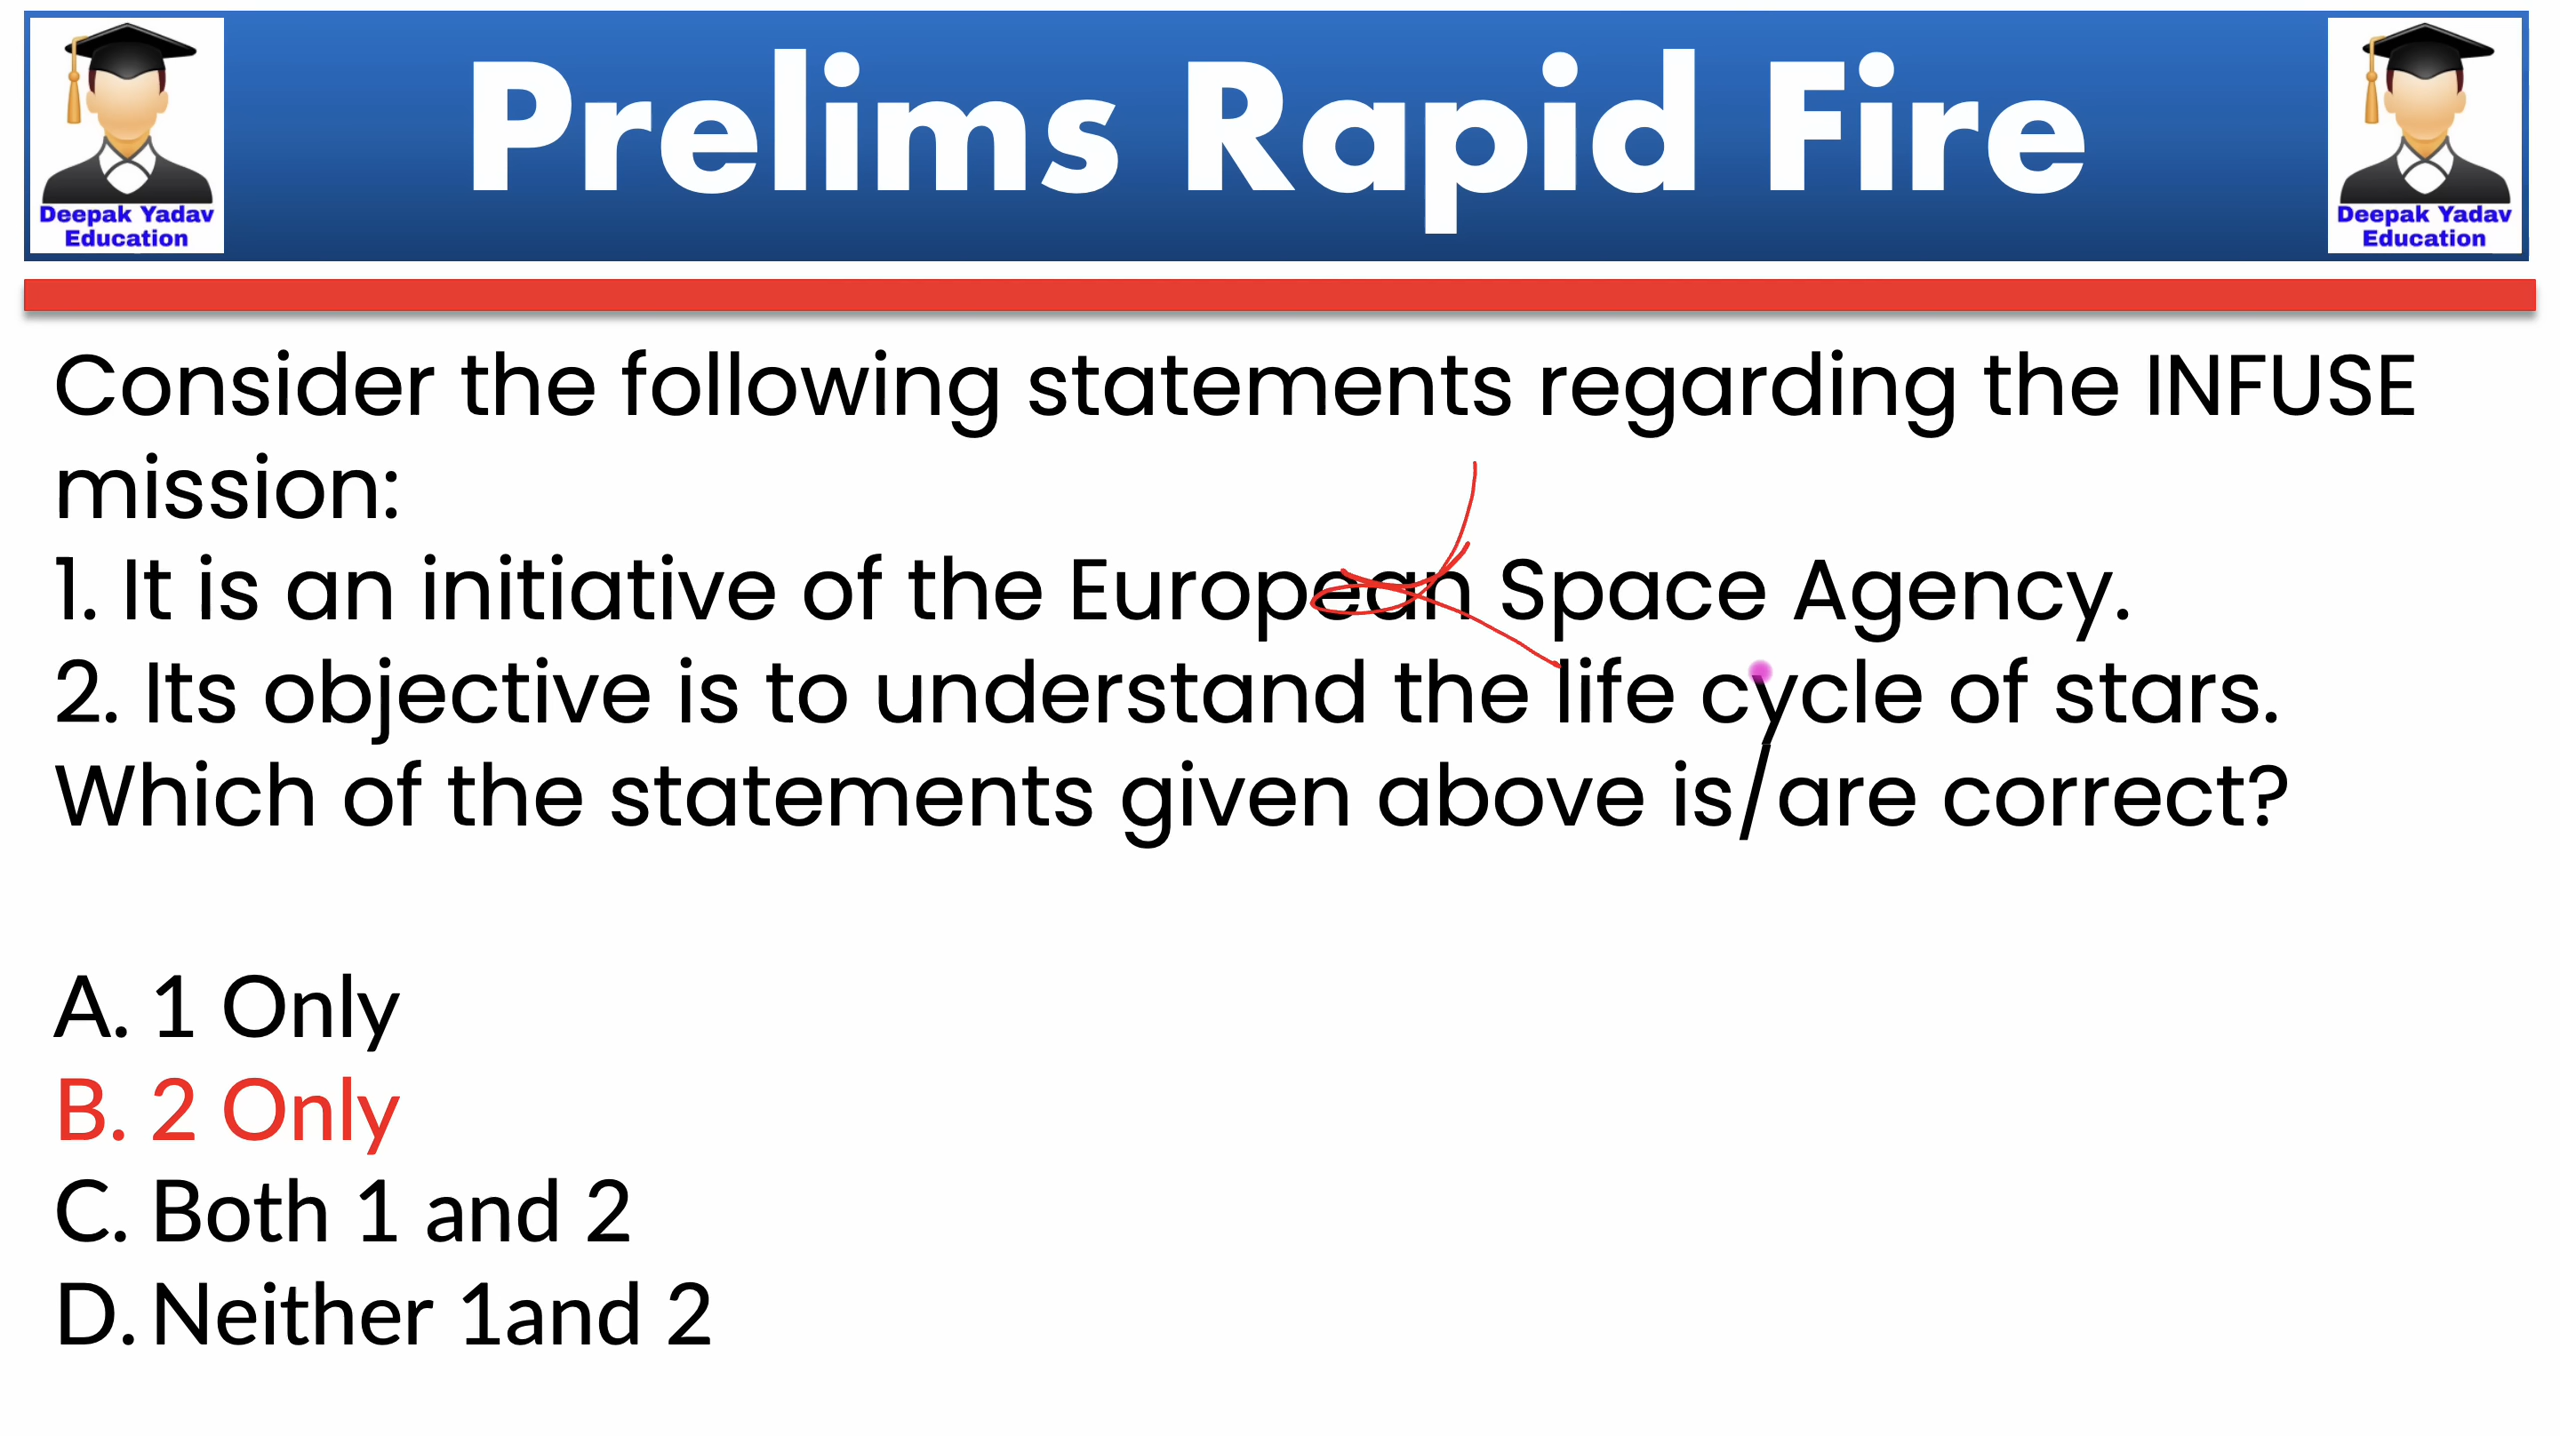 Prelims Rapid Fire
Deepak Yadav
Education
Deepak Yadav
Education
Consider the following statements regarding the INFUSE
mission:
1. It is an initiative of the European Space Agency.
2. Its objective is to understand the life cycle of stars.
Which of the statements given above is/are correct?
A. 1 Only
B. 2 Only
C. Both 1 and 2
D. Neither 1and 2